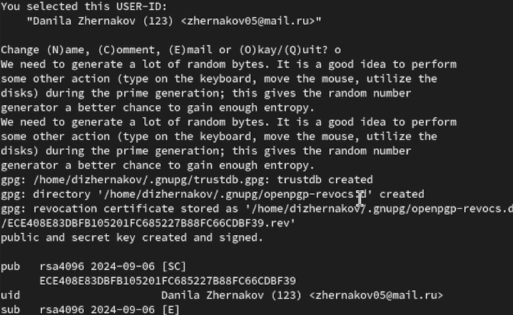 You selected this USER-ID:
"Danila Zhernakov (123) <zhernakov05@mail.ru>"
Change (N)ame, (C)omment, (E)mail or (O)kay/(Q)uit? o
We need to generate a lot of random bytes. It is a good idea to perform
some other action (type on the keyboard, move the mouse, utilize the
disks) during the prime generation; this gives the random number
generator a better chance to gain enough entropy.
We need to generate a lot of random bytes. It is a good idea to perform
some other action (type on the keyboard, move the mouse, utilize the
disks) during the prime generation; this gives the random number
generator a better chance to gain enough entropy.
gpg: /home/dizhernakov/.gnupg/trustdb.gpg: trustdb created
gpg: directory '/home/dizhernakov/.gnupg/openpgp-revocs.d' created
gpg: revocation certificate stored as '/home/dizhernakov/.gnupg/openpgp-revocs.d
/ECE408E83DBFB105201FC685227B88FC66CDBF39.rev'
public and secret key created and signed.
pub   rsa4096 2024-09-06 [SC]
ECE408E83DBFB105201FC685227B88FC66CDBF39
uid                      Danila Zhernakov (123) <zhernakov05@mail.ru>
sub   rsa4096 2024-09-06 [E]